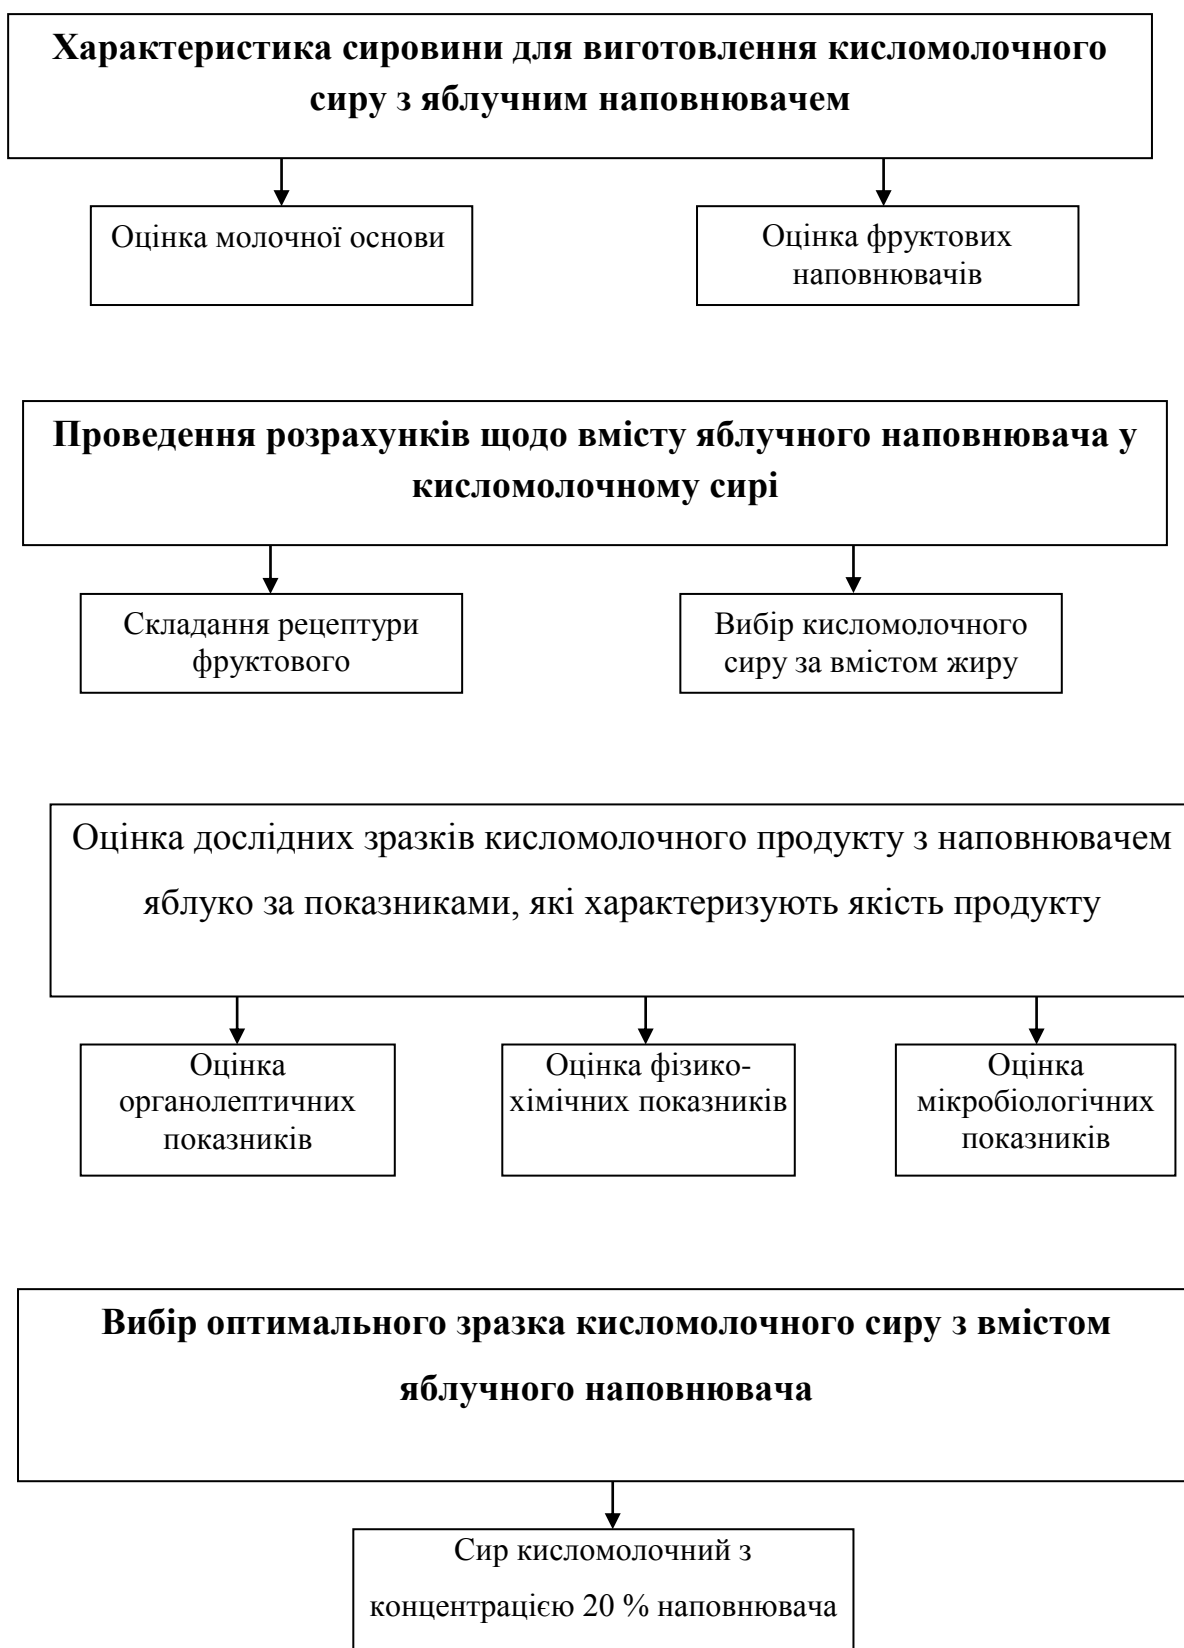 Характеристика сировини для виготовлення кисломолочного
сиру з яблучним наповнювачем
Оцінка молочної основи
Оцінка фруктових
наповнювачів
Проведення розрахунків щодо вмісту яблучного наповнювача у
кисломолочному сирі
Складання рецептури
фруктового
Вибір кисломолочного
сиру за вмістом жиру
Оцінка дослідних зразків кисломолочного продукту з наповнювачем
яблуко за показниками, які характеризують якість продукту
Оцінка
органолептичних
показників
Оцінка фізико-
хімічних показників
Оцінка
мікробіологічних
показників
Вибір оптимального зразка кисломолочного сиру з вмістом
яблучного наповнювача
Сир кисломолочний з
концентрацією 20 % наповнювача